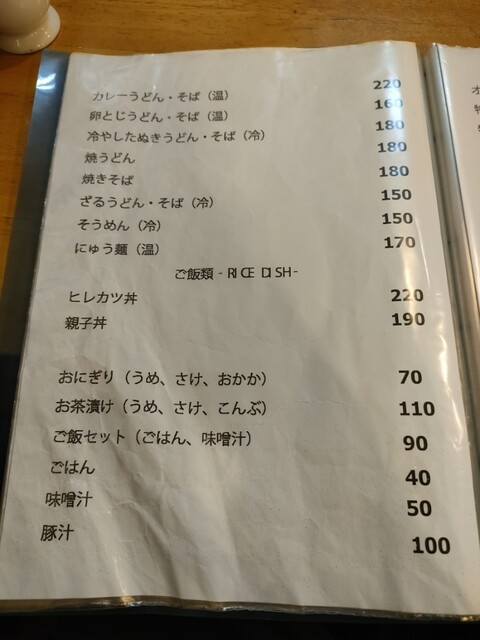 カレーうどん・そば（温） 220
卵とじうどん・そば（温） 160
冷やしたぬきうどん・そば（冷） 180
焼うどん 180
焼きそば 180
ざるうどん・そば（冷） 150
そうめん（冷） 150
にゅう麺（温） 170
ご飯類 - RICE DISH-
ヒレカツ丼 220
親子丼 190
おにぎり（うめ、さけ、おかか） 70
お茶漬け（うめ、さけ、こんぶ） 110
ご飯セット（ごはん、味噌汁） 90
ごはん 40
味噌汁 50
豚汁 100